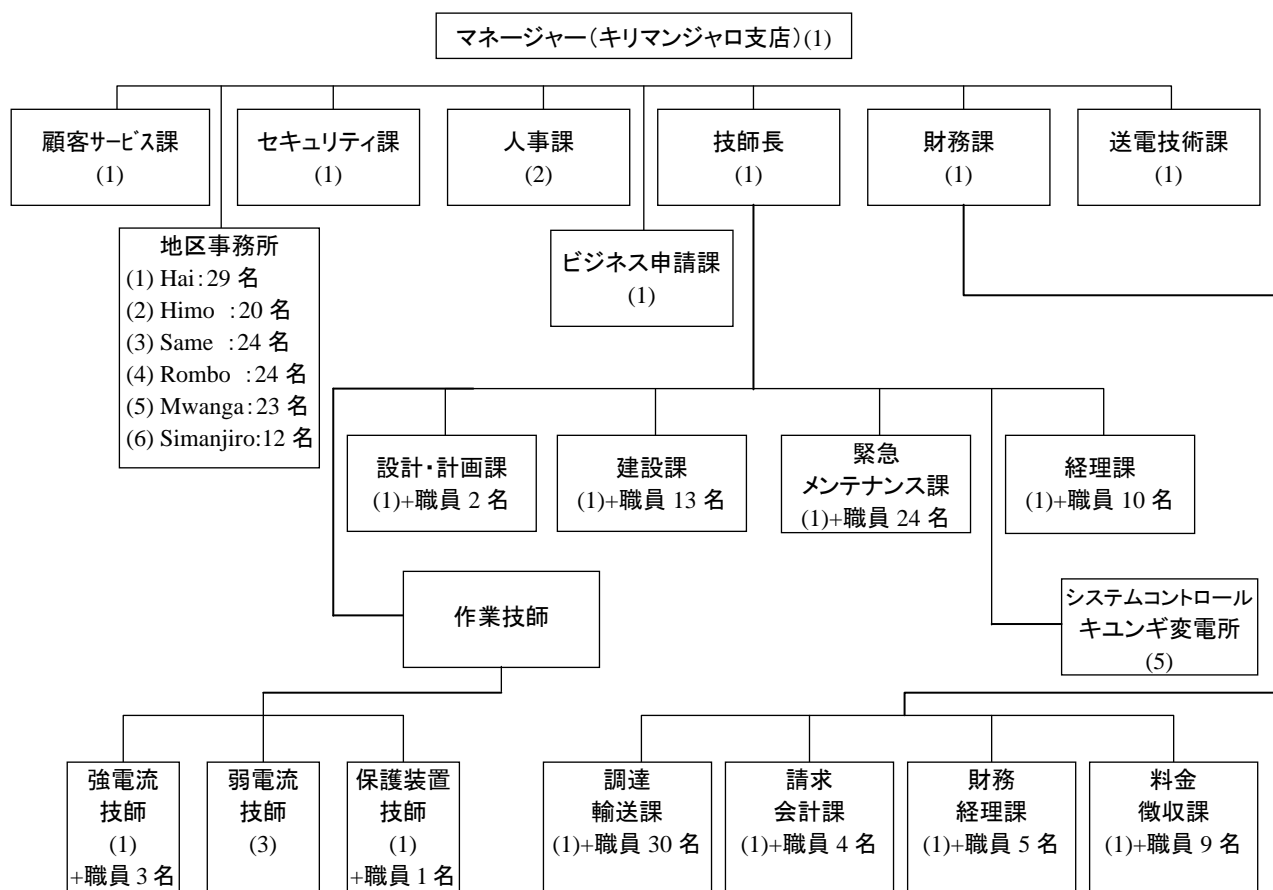 マネージャー（キリマンジャロ支店）(1)
顧客サービス課
(1)
セキュリティ課
(1)
人事課
(2)
技師長
(1)
財務課
(1)
送電技術課
(1)
地区事務所
(1) Hai：29 名
(2) Himo ：20 名
(3) Same ：24 名
(4) Rombo ：24 名
(5) Mwanga：23 名
(6) Simanjiro:12 名
ビジネス申請課
(1)
設計・計画課
(1)+職員 2 名
建設課
(1)+職員 13 名
緊急
メンテナンス課
(1)+職員 24 名
経理課
(1)+職員 10 名
作業技師
システムコントロール
キユンギ変電所
(5)
強電流
技師
(1)
+職員 3 名
弱電流
技師
(3)
保護装置
技師
(1)
+職員 1 名
調達
輸送課
(1)+職員 30 名
請求
会計課
(1)+職員 4 名
財務
経理課
(1)+職員 5 名
料金
徴収課
(1)+職員 9 名